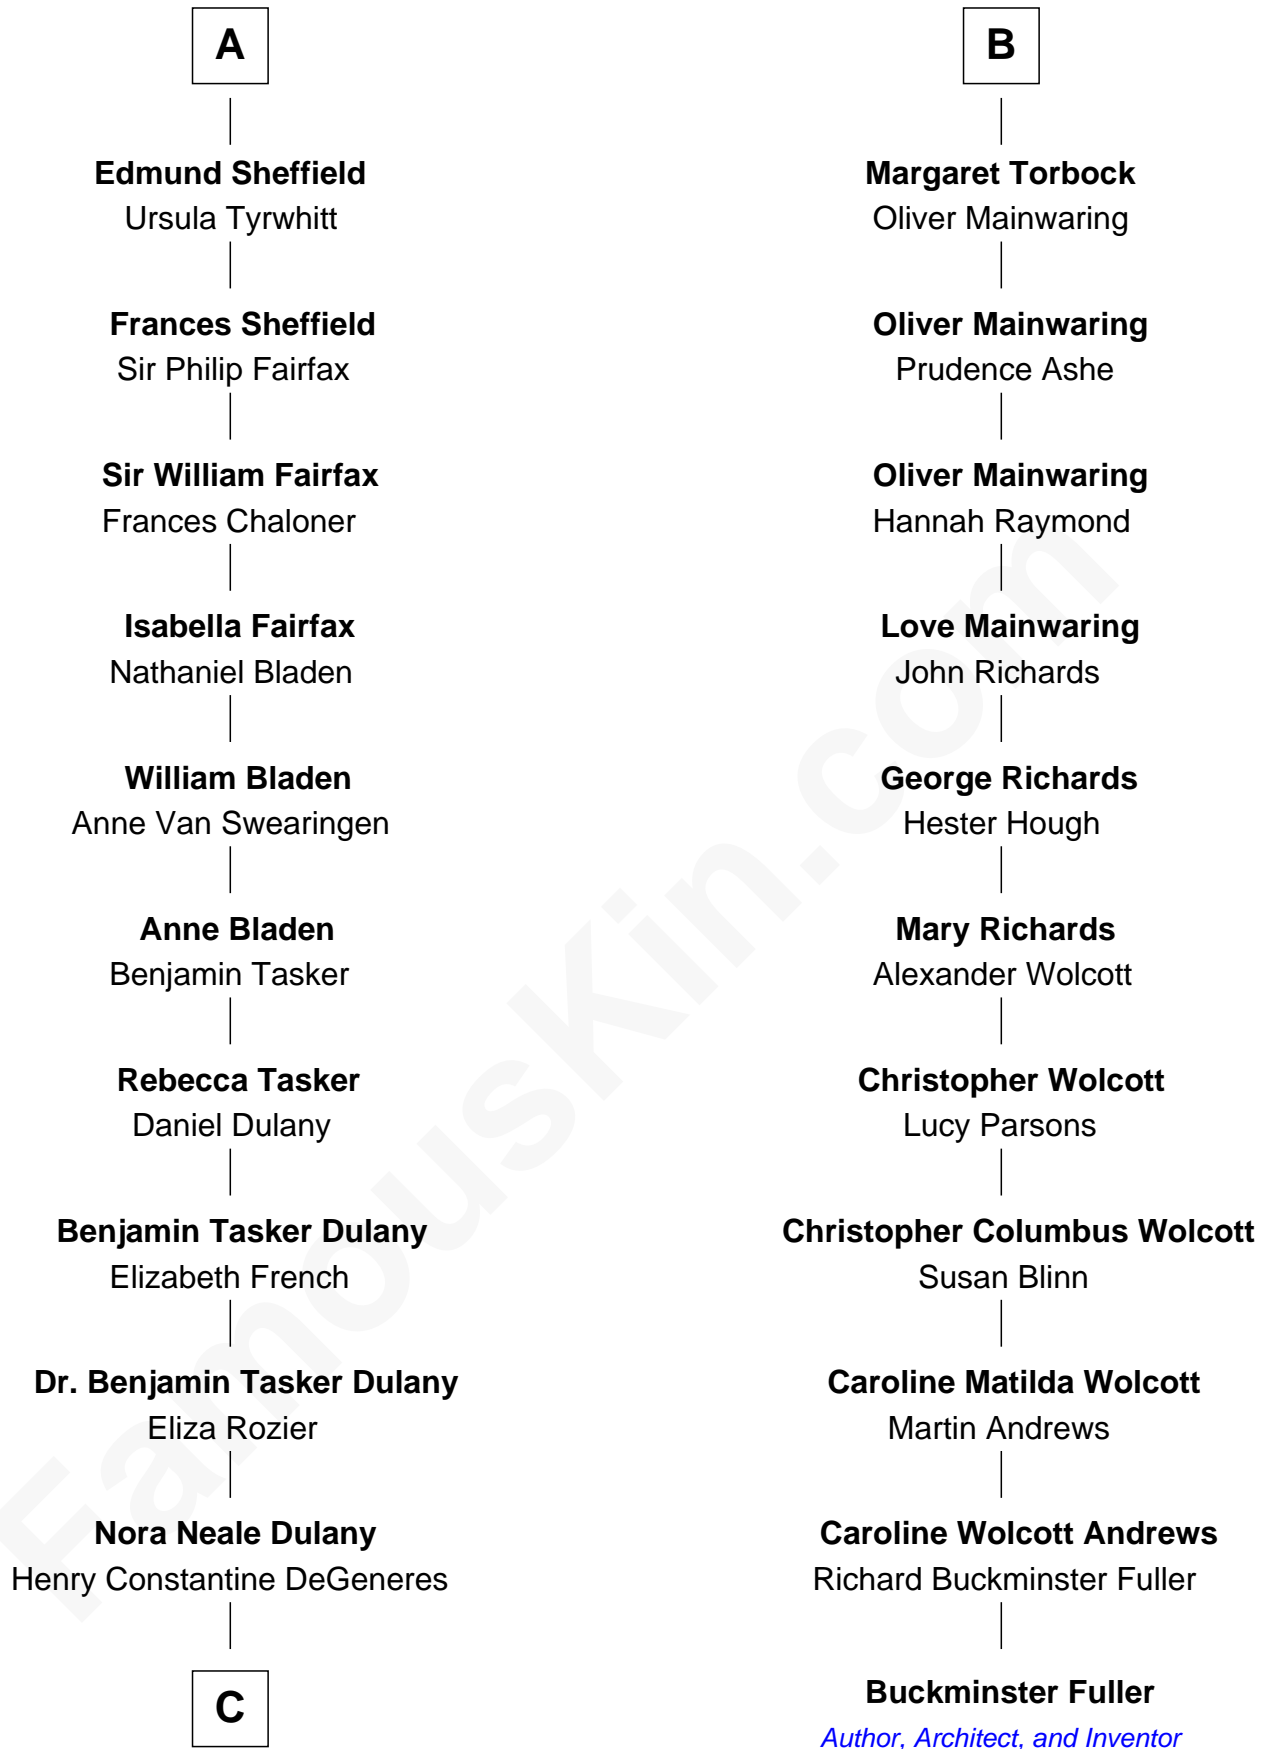 A
Edmund Sheffield
Ursula Tyrwhitt
Frances Sheffield
Sir Philip Fairfax
Sir William Fairfax
Frances Chaloner
Isabella Fairfax
Nathaniel Bladen
William Bladen
Anne Van Swearingen
Anne Bladen
Benjamin Tasker
Rebecca Tasker
Daniel Dulany
Benjamin Tasker Dulany
Elizabeth French
Dr. Benjamin Tasker Dulany
Eliza Rozier
Nora Neale Dulany
Henry Constantine DeGeneres
C
B
Margaret Torbock
Oliver Mainwaring
Oliver Mainwaring
Prudence Ashe
Oliver Mainwaring
Hannah Raymond
Love Mainwaring
John Richards
George Richards
Hester Hough
Mary Richards
Alexander Wolcott
Christopher Wolcott
Lucy Parsons
Christopher Columbus Wolcott
Susan Blinn
Caroline Matilda Wolcott
Martin Andrews
Caroline Wolcott Andrews
Richard Buckminster Fuller
Buckminster Fuller
Author, Architect, and Inventor
FamousKin.com